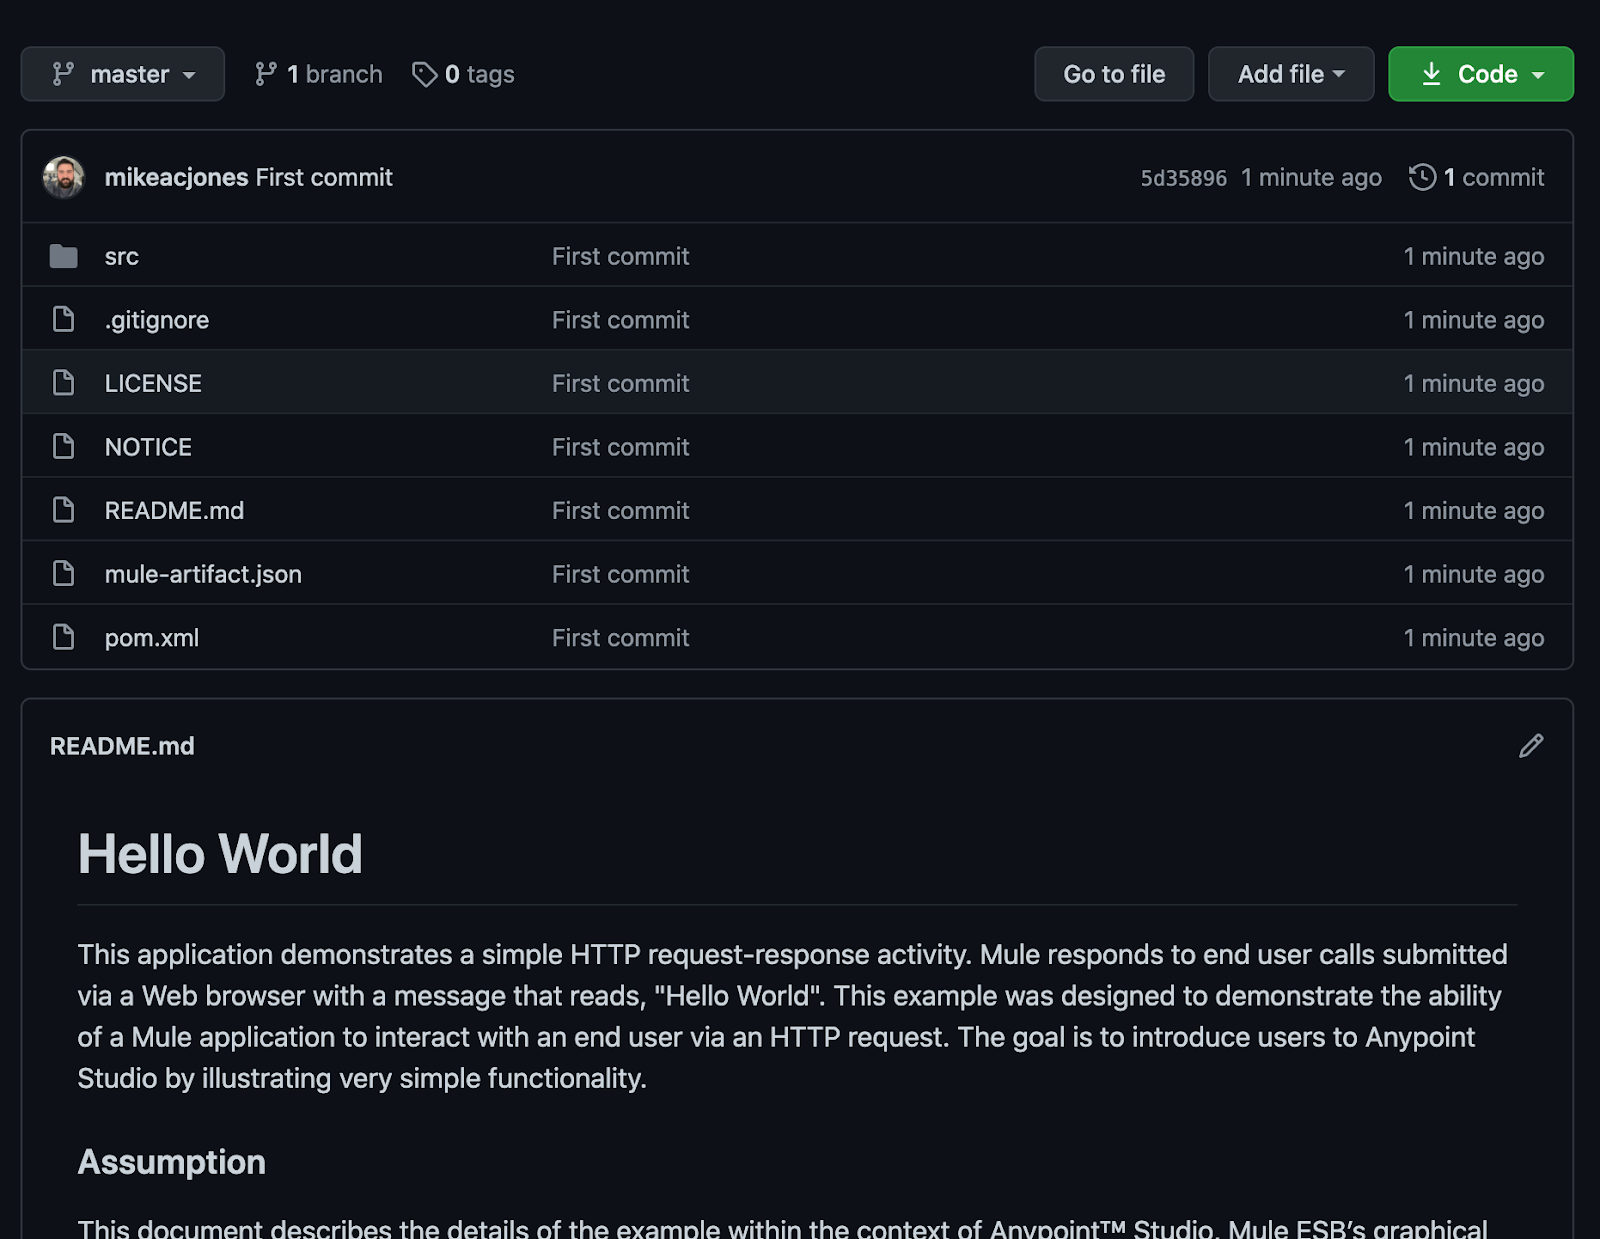 master 1 branch 0 tags Go to file Add file Code
mikeacjones First commit 5d35896 1 minute ago 1 commit
src First commit 1 minute ago
.gitignore First commit 1 minute ago
LICENSE First commit 1 minute ago
NOTICE First commit 1 minute ago
README.md First commit 1 minute ago
mule-artifact.json First commit 1 minute ago
pom.xml First commit 1 minute ago
README.md
Hello World
This application demonstrates a simple HTTP request-response activity. Mule responds to end user calls submitted
via a Web browser with a message that reads, "Hello World". This example was designed to demonstrate the ability
of a Mule application to interact with an end user via an HTTP request. The goal is to introduce users to Anypoint
Studio by illustrating very simple functionality.
Assumption
This document describes the details of the example within the context of Anypoint™ Studio, Mule ESB’s graphical